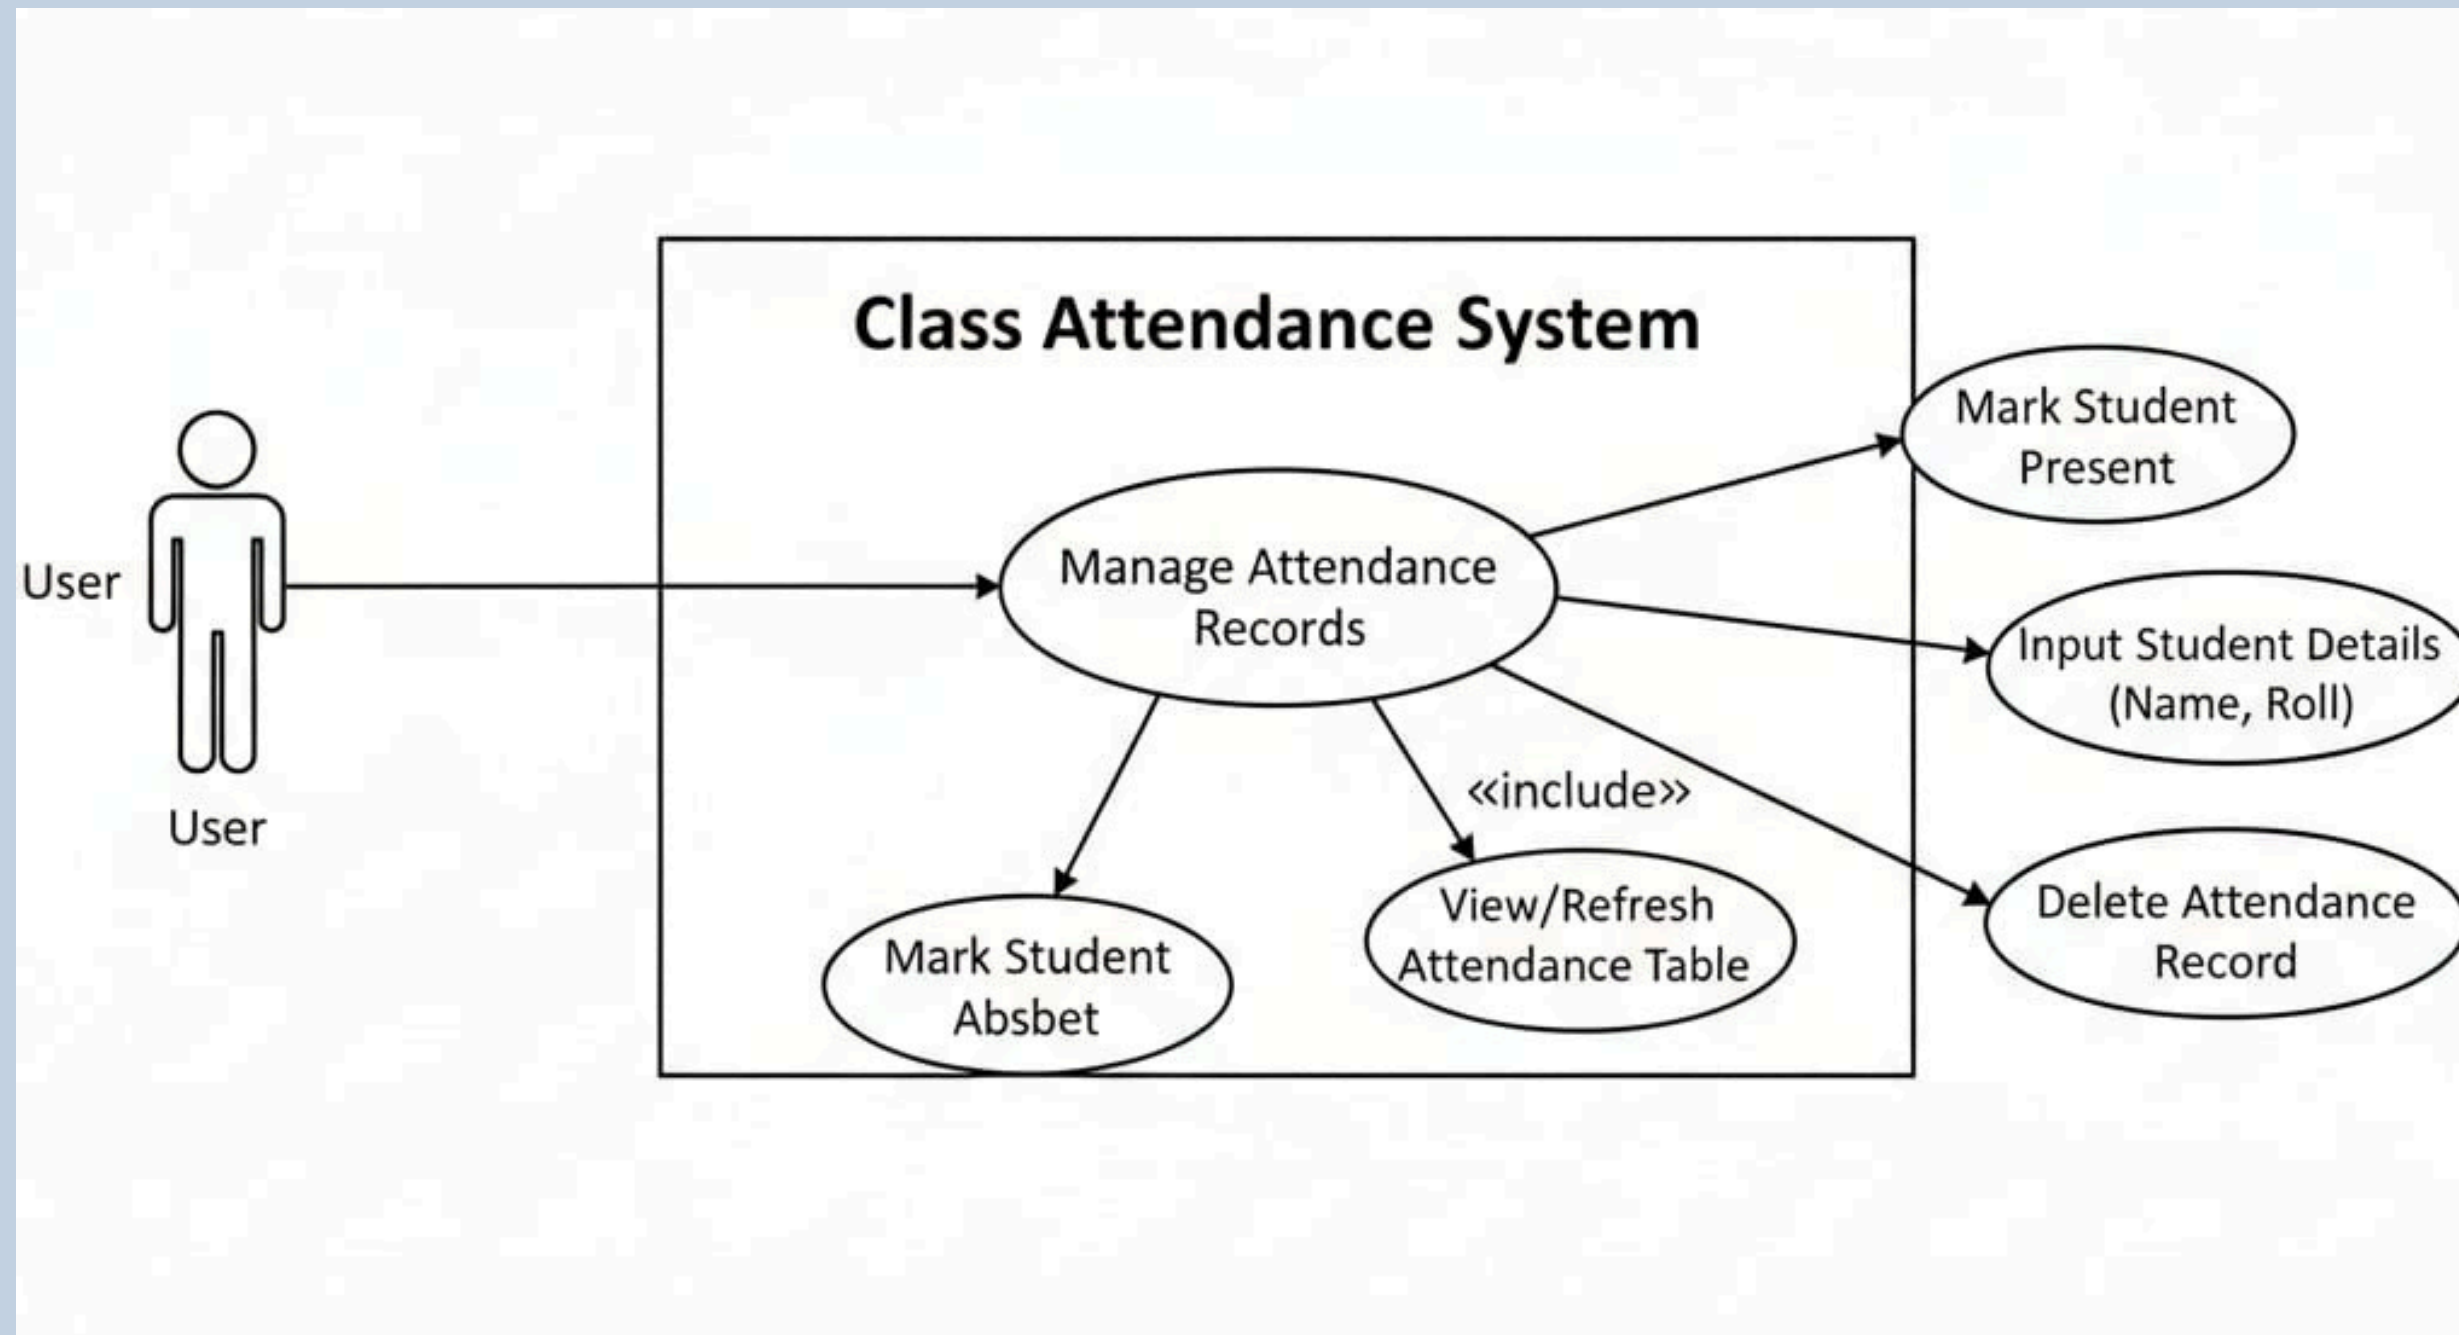 Class Attendance System
User
User
Manage Attendance
Records
Mark Student
Present
Input Student Details
(Name, Roll)
«include»
Mark Student
Absbet
View/Refresh
Attendance Table
Delete Attendance
Record